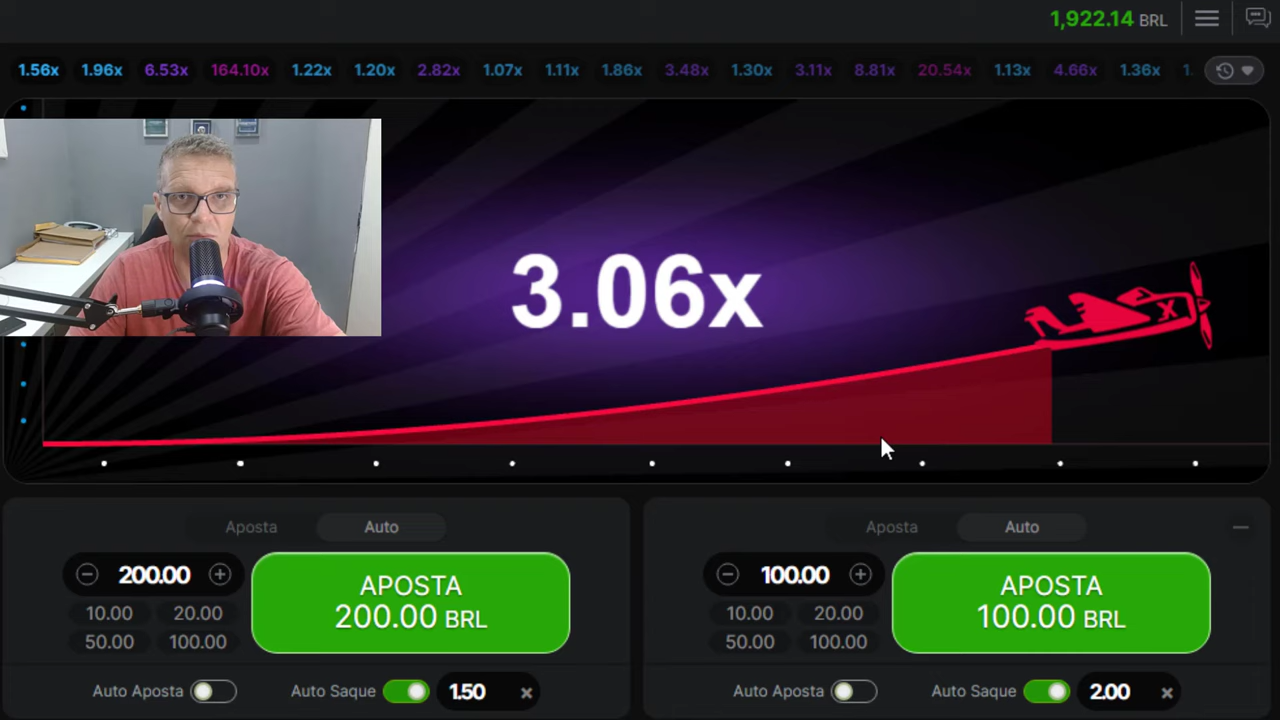 1,922.14 BRL
1.56x 1.96x 6.53x 164.10x 1.22x 1.20x 2.82x 1.07x 1.11x 1.86x 3.48x 1.30x 3.11x 8.81x 20.54x 1.13x 4.66x 1.36x 1.
3.06x
X
Aposta Auto
200.00
10.00 20.00
50.00 100.00
APOSTA
200.00 BRL
Auto Aposta Auto Saque 1.50
Aposta Auto
100.00
10.00 20.00
50.00 100.00
APOSTA
100.00 BRL
Auto Aposta Auto Saque 2.00